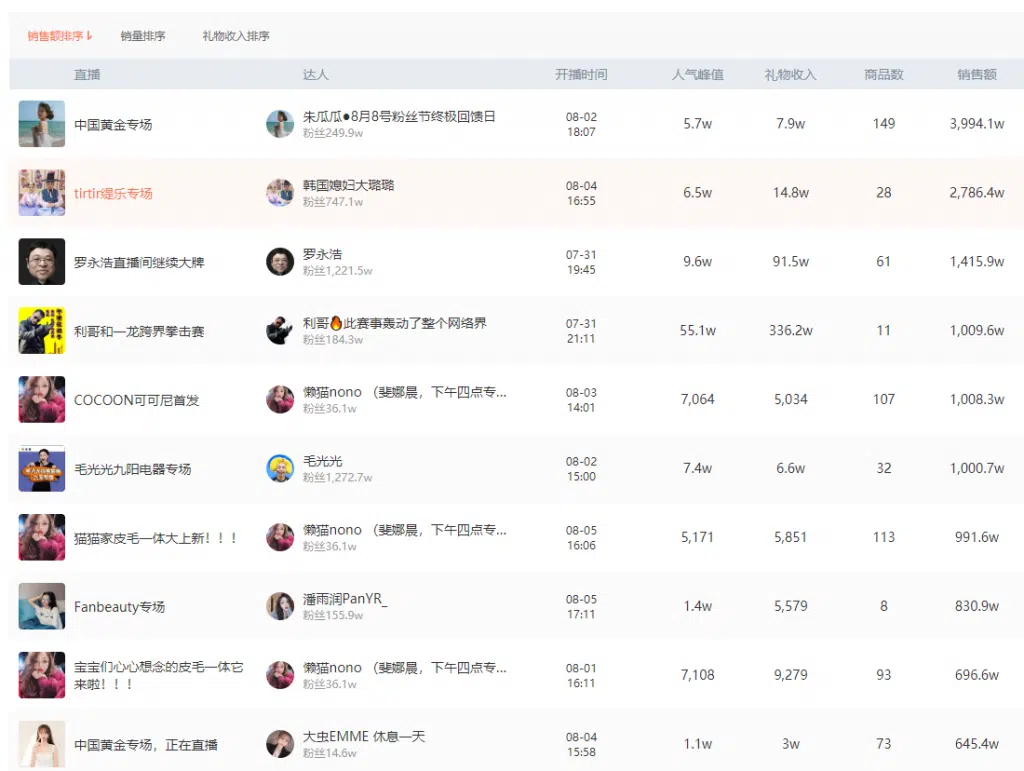 销售额排序 销量排序 礼物收入排序
直播 达人 开播时间 人气峰值 礼物收入 商品数 销售额
中国黄金专场 朱瓜瓜●8月8号粉丝节终极回馈日 08-02 5.7w 7.9w 149 3,994.1w
粉丝249.9w 18:07
tirtir缇乐专场 韩国媳妇大璐璐 08-04 6.5w 14.8w 28 2,786.4w
粉丝747.1w 16:55
罗永浩直播间继续大牌 罗永浩 07-31 9.6w 91.5w 61 1,415.9w
粉丝1,221.5w 19:45
利哥和一龙跨界拳击赛 利哥🔥此赛事轰动了整个网络界 07-31 55.1w 336.2w 11 1,009.6w
粉丝184.3w 21:11
COCOON可可尼首发 懒猫nono （斐娜晨，下午四点专... 08-03 7,064 5,034 107 1,008.3w
粉丝36.1w 14:01
毛光光九阳电器专场 毛光光 08-02 7.4w 6.6w 32 1,000.7w
粉丝1,272.7w 15:00
猫猫家皮毛一体大上新！！！ 懒猫nono （斐娜晨，下午四点专... 08-05 5,171 5,851 113 991.6w
粉丝36.1w 16:06
Fanbeauty专场 潘雨润PanYR_ 08-05 1.4w 5,579 8 830.9w
粉丝155.9w 17:11
宝宝们心心想念的皮毛一体它 懒猫nono （斐娜晨，下午四点专... 08-01 7,108 9,279 93 696.6w
来啦！！！ 粉丝36.1w 16:11
中国黄金专场，正在直播 大虫EMME 休息一天 08-04 1.1w 3w 73 645.4w
粉丝14.6w 15:58